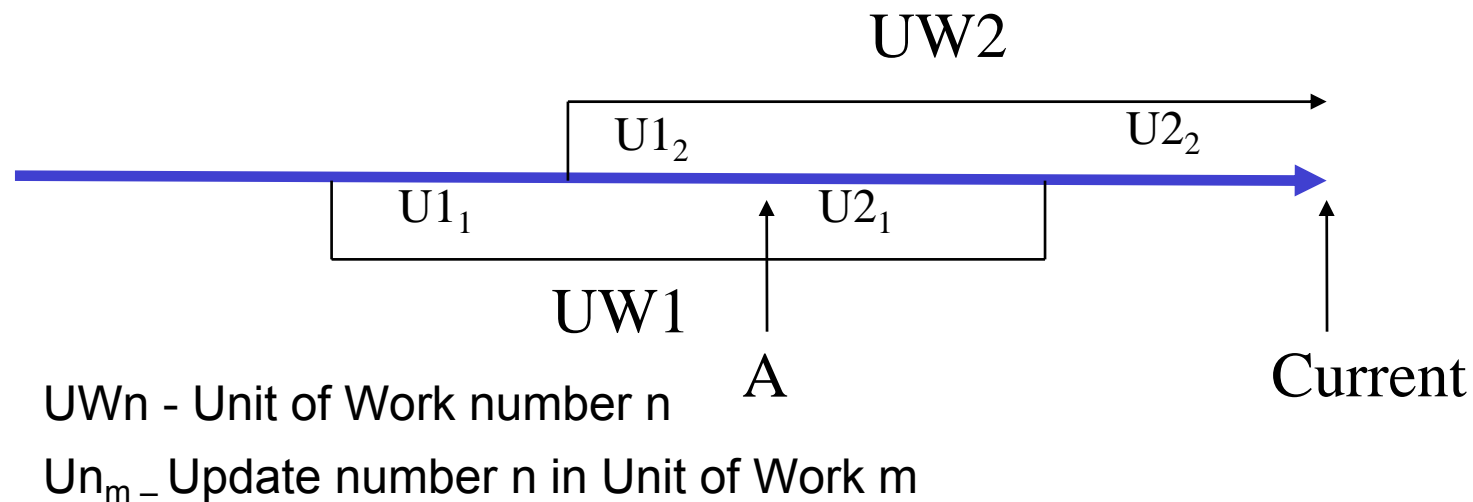 UW2
U1₂ U2₂
U1₁ U2₁
UW1
A Current
UWn - Unit of Work number n
Unₘ – Update number n in Unit of Work m